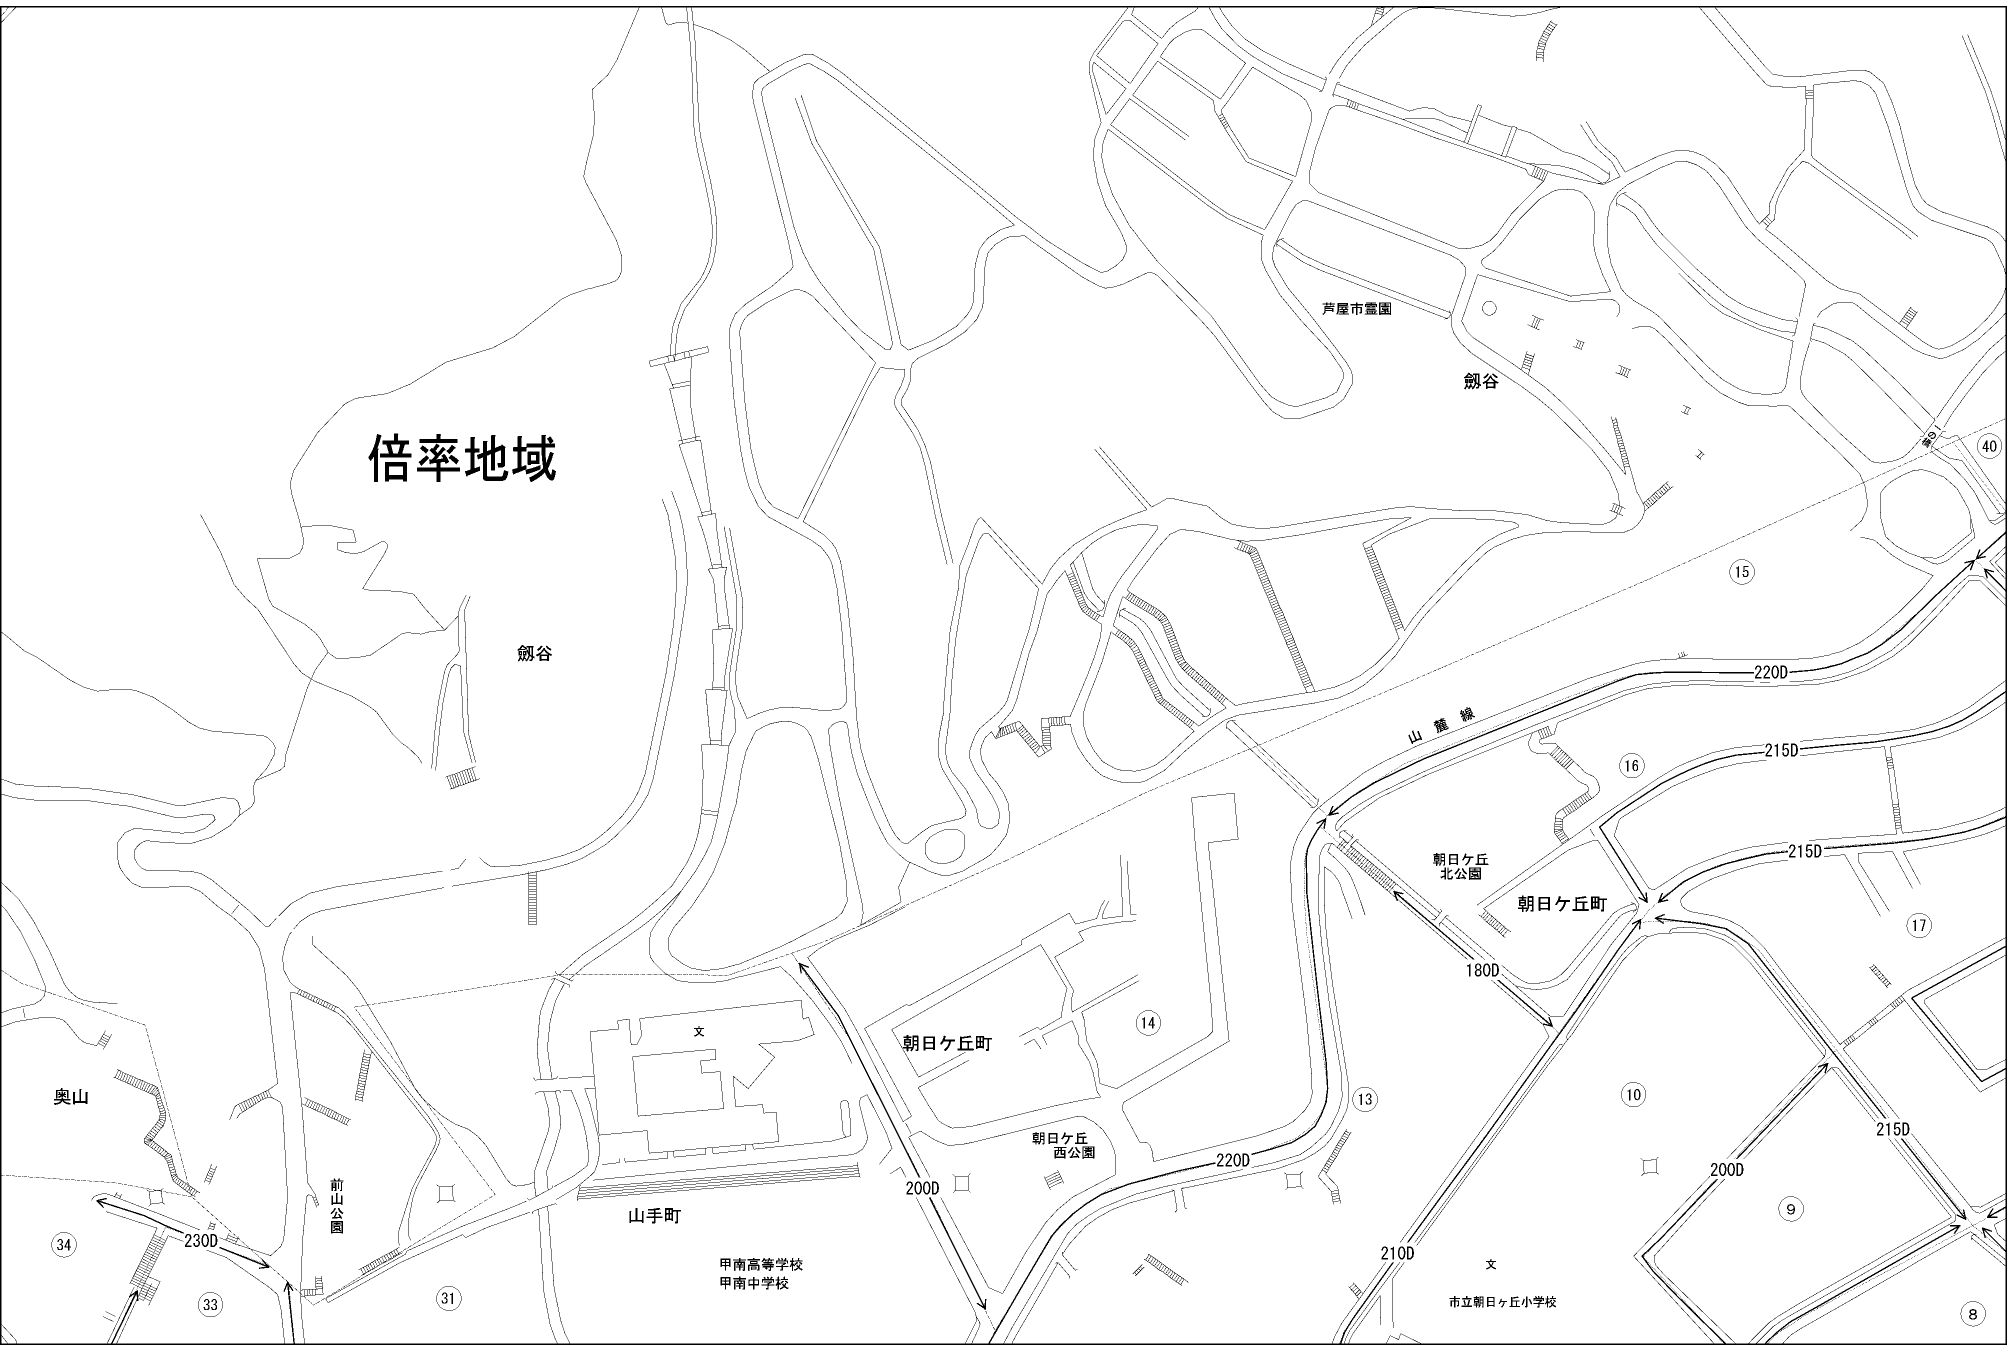 芦屋市霊園
劔谷
一の橋
40
倍率地域
15
劔谷
220D
山麓線
215D
16
215D
朝日ケ丘
北公園
朝日ケ丘町
17
180D
文
14
朝日ケ丘町
奥山
13
10
215D
朝日ケ丘
西公園
220D
200D
200D
前山公園
山手町
9
34
230D
210D
甲南高等学校
甲南中学校
文
31
33
市立朝日ヶ丘小学校
8